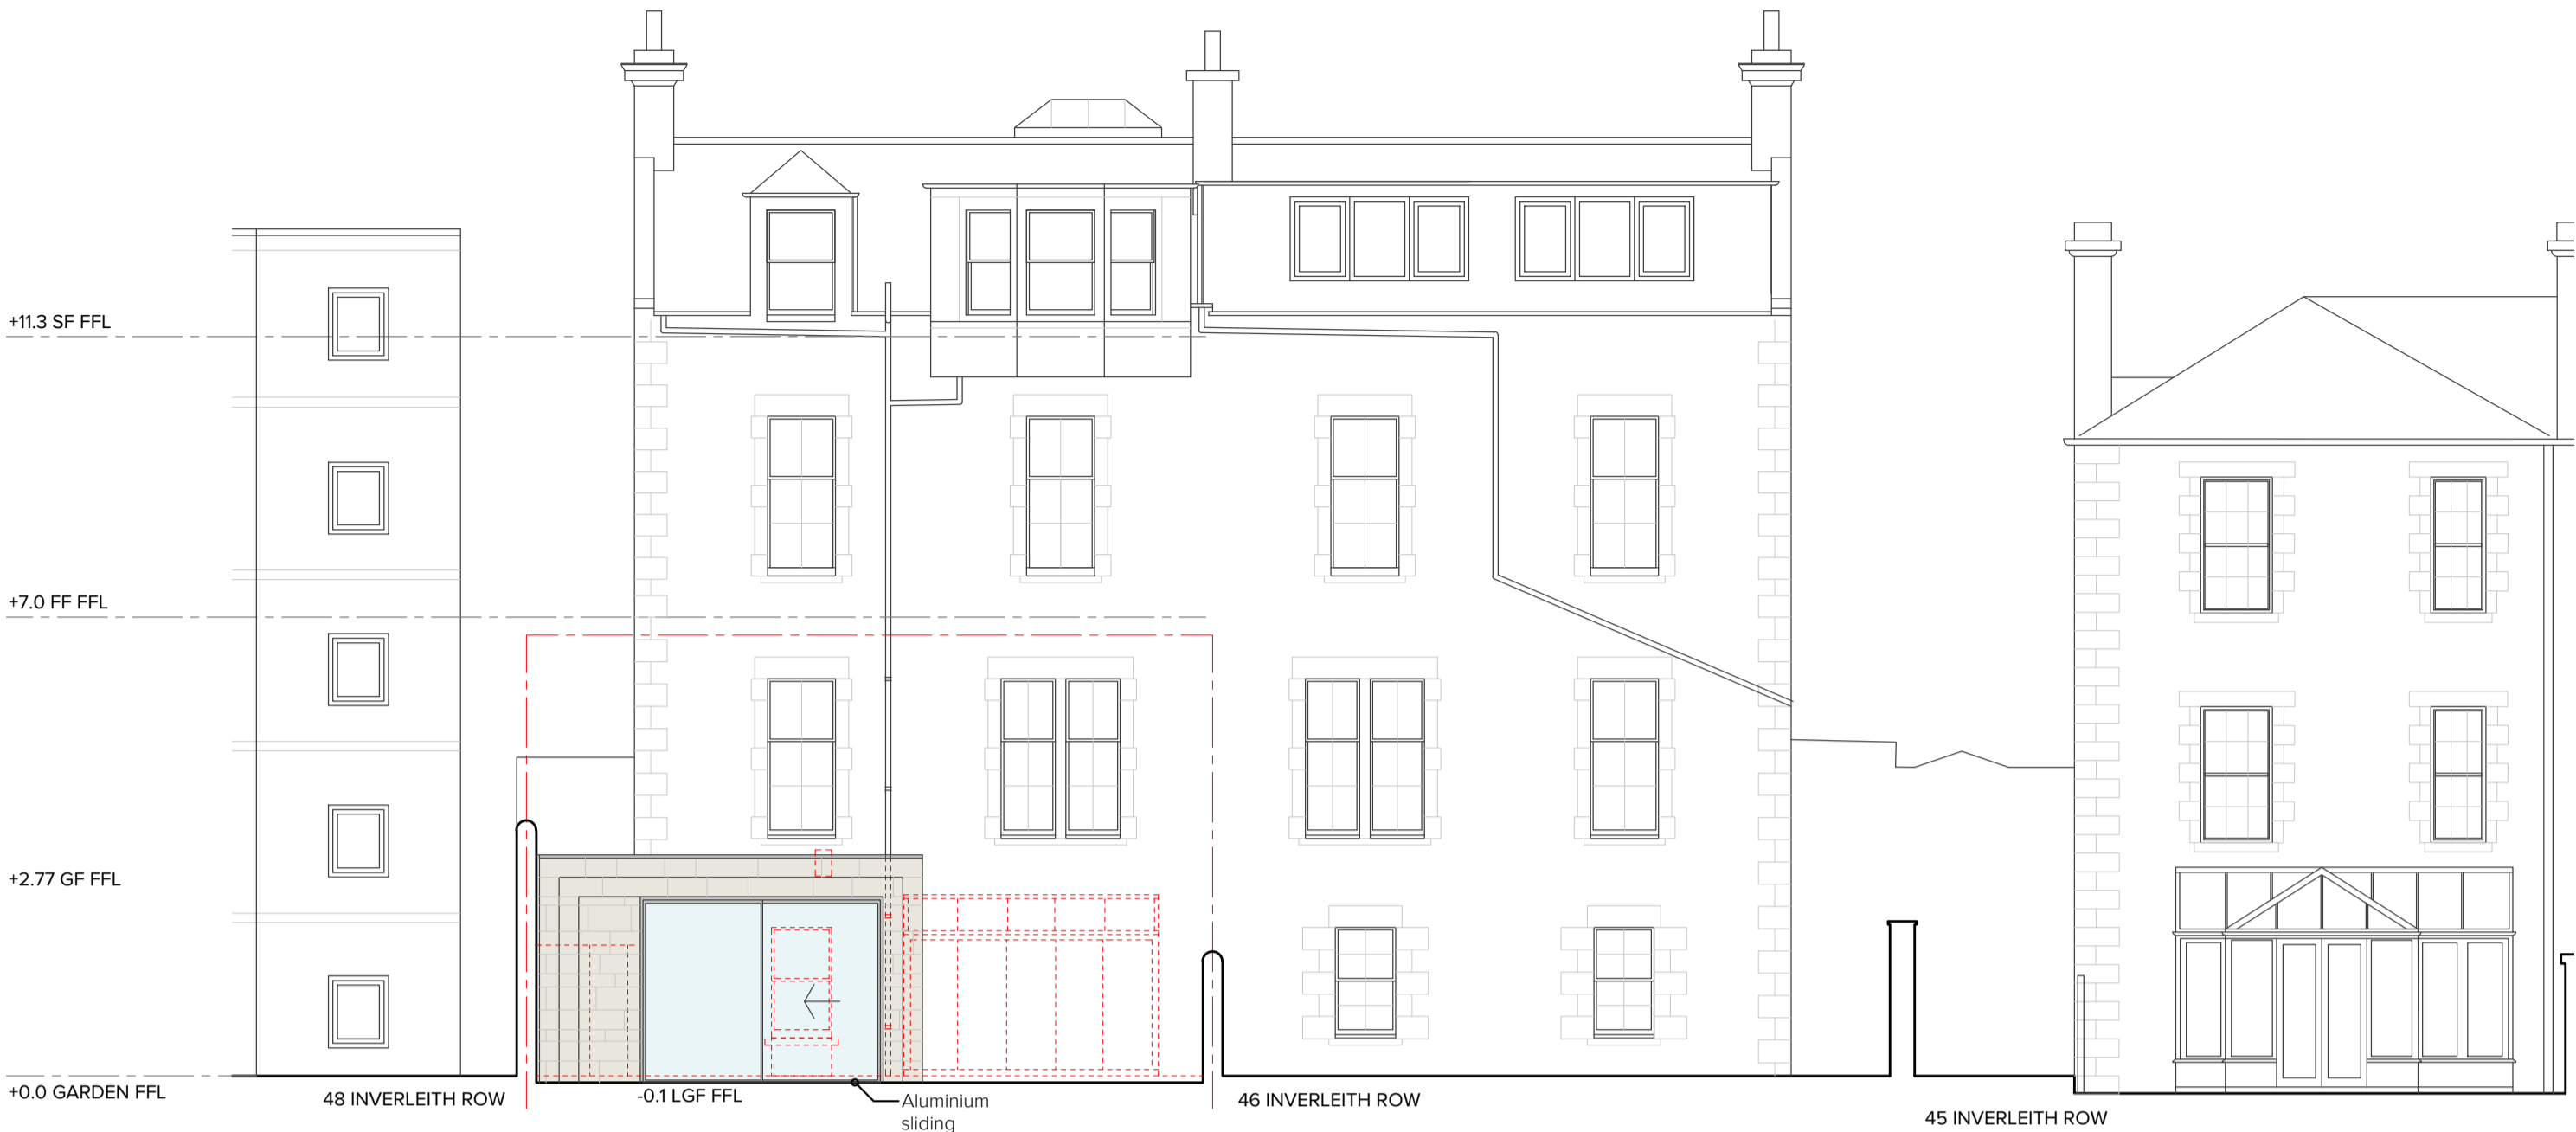 +11.3 SF FFL
+7.0 FF FFL
+2.77 GF FFL
+0.0 GARDEN FFL
48 INVERLEITH ROW
-0.1 LGF FFL
Aluminium
sliding
46 INVERLEITH ROW
45 INVERLEITH ROW